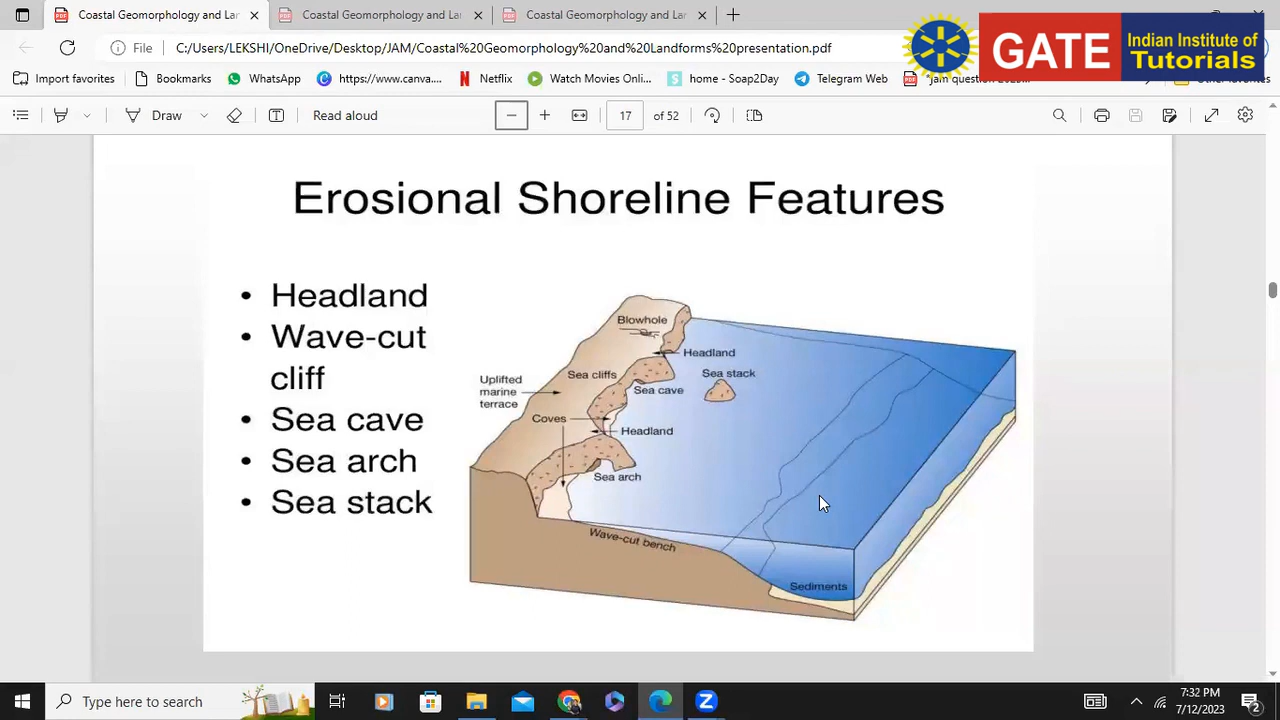 Coastal Geomorphology and Lar
Coastal Geomorphology and Lar
Coastal Geomorphology and Lar
File
C:/Users/LEKSHI/OneDrive/Desktop/JAM/Coastal%20Geomorphology%20and%20Landforms%20presentation.pdf
GATE
Indian Institute of
Tutorials
Import favorites
Bookmarks
WhatsApp
https://www.canva....
Netflix
Watch Movies Onli...
home - Soap2Day
Telegram Web
Draw
Read aloud
17
of 52
Erosional Shoreline Features
• Headland
• Wave-cut
cliff
• Sea cave
• Sea arch
• Sea stack
Blowhole
Headland
Sea stack
Sea cliffs
Sea cave
Uplifted
marine
terrace
Coves
Headland
Sea arch
Wave-cut bench
Sediments
Type here to search
7:32 PM
7/12/2023
2